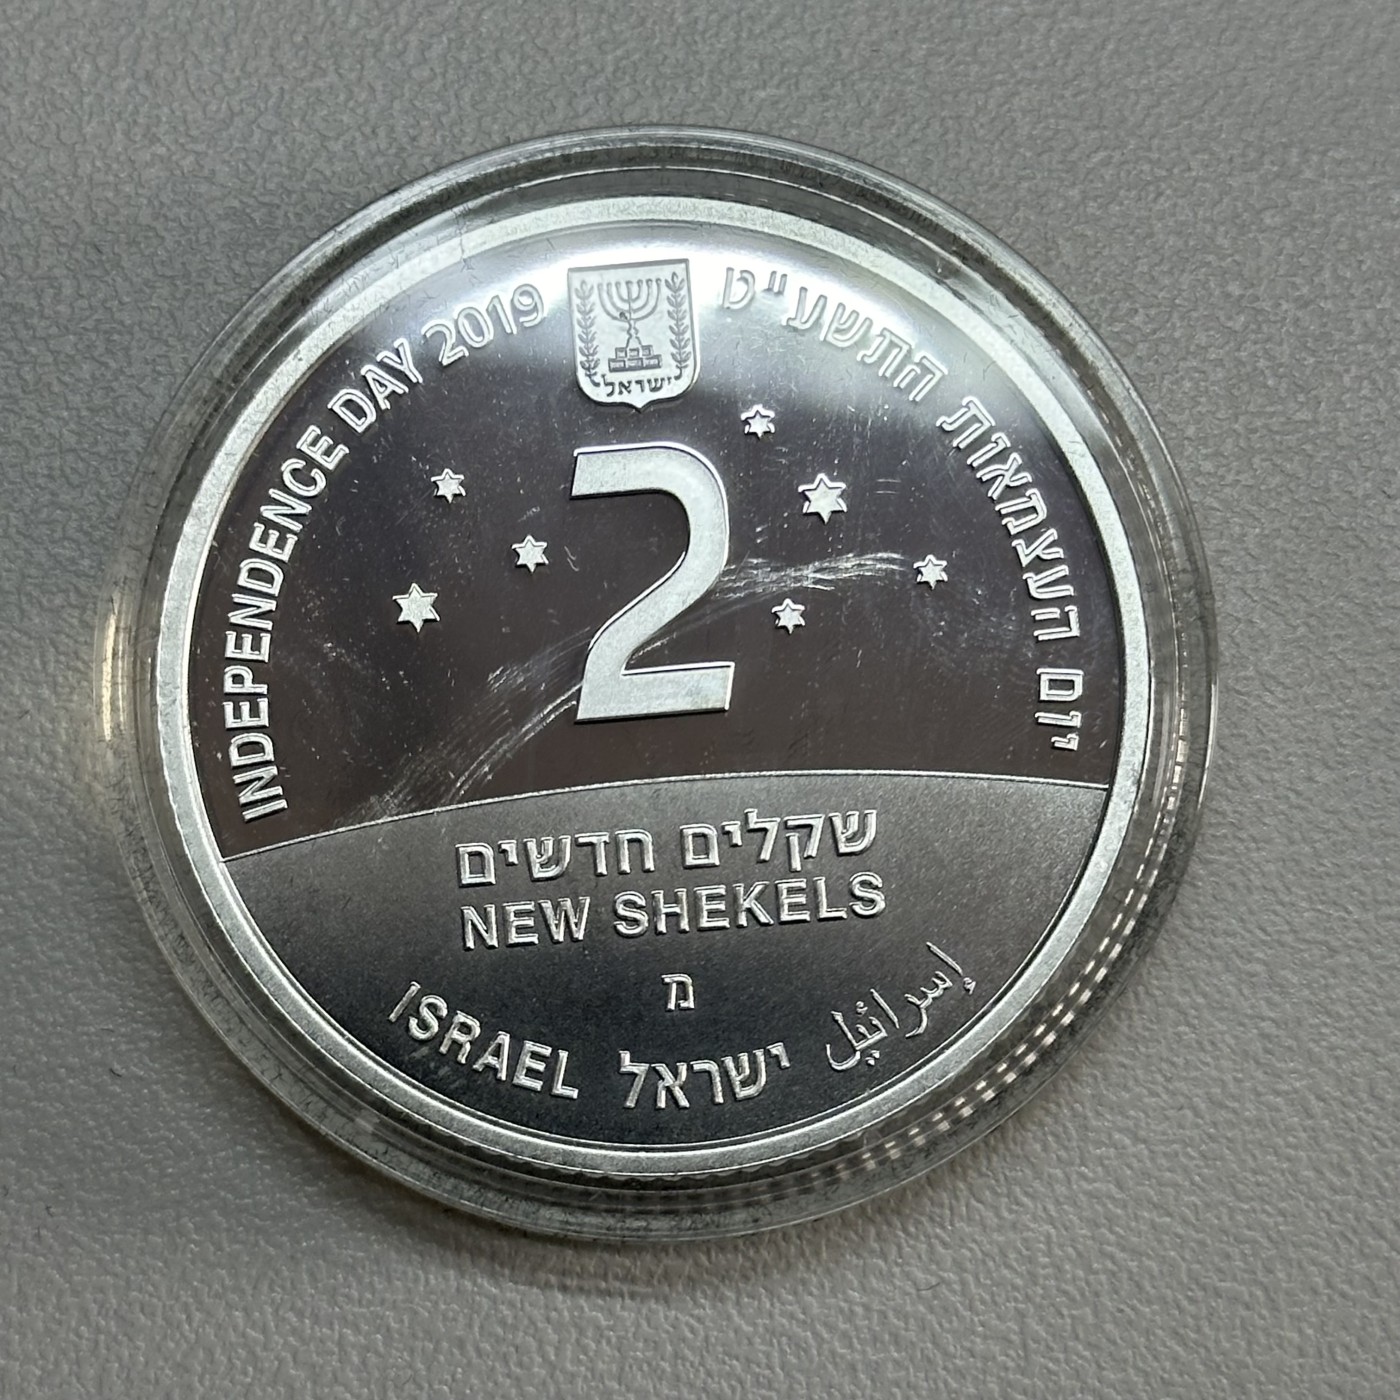 INDEPENDENCE DAY 2019
יום העצמאות התשע"ט
ישראל
2
שקלים חדשים
NEW SHEKELS
מ
ISRAEL ישראל إسرائيل